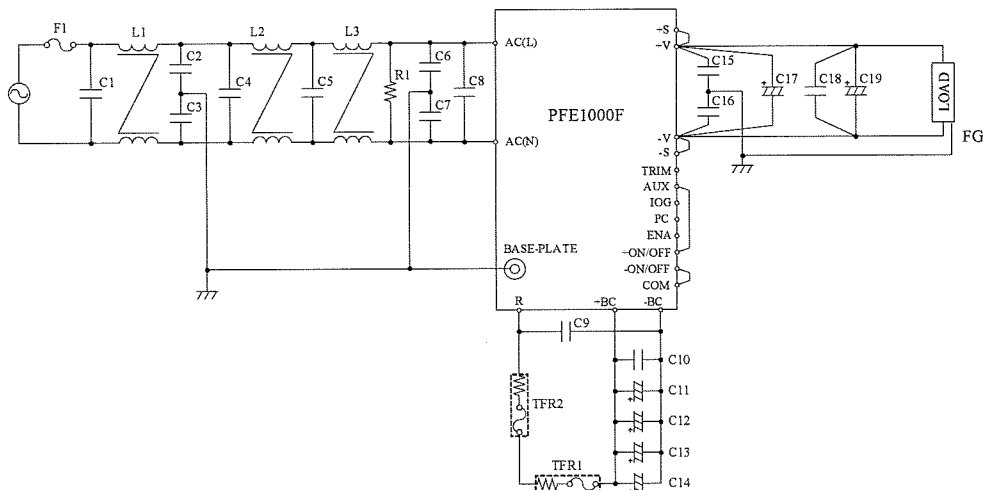 F1
L1
L2
L3
C1
C2
C3
C4
C5
R1
C6
C7
C8
AC(L)
AC(N)
PFE1000F
BASE-PLATE
R
+BC
-BC
+S
+V
-V
-S
TRIM
AUX
IOG
PC
ENA
+ON/OFF
-ON/OFF
COM
C15
C16
C17
C18
C19
LOAD
FG
C9
C10
C11
C12
C13
C14
TFR2
TFR1